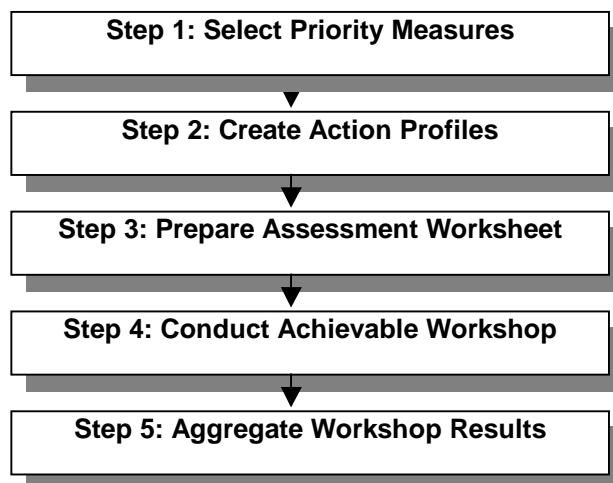 Step 1: Select Priority Measures
Step 2: Create Action Profiles
Step 3: Prepare Assessment Worksheet
Step 4: Conduct Achievable Workshop
Step 5: Aggregate Workshop Results